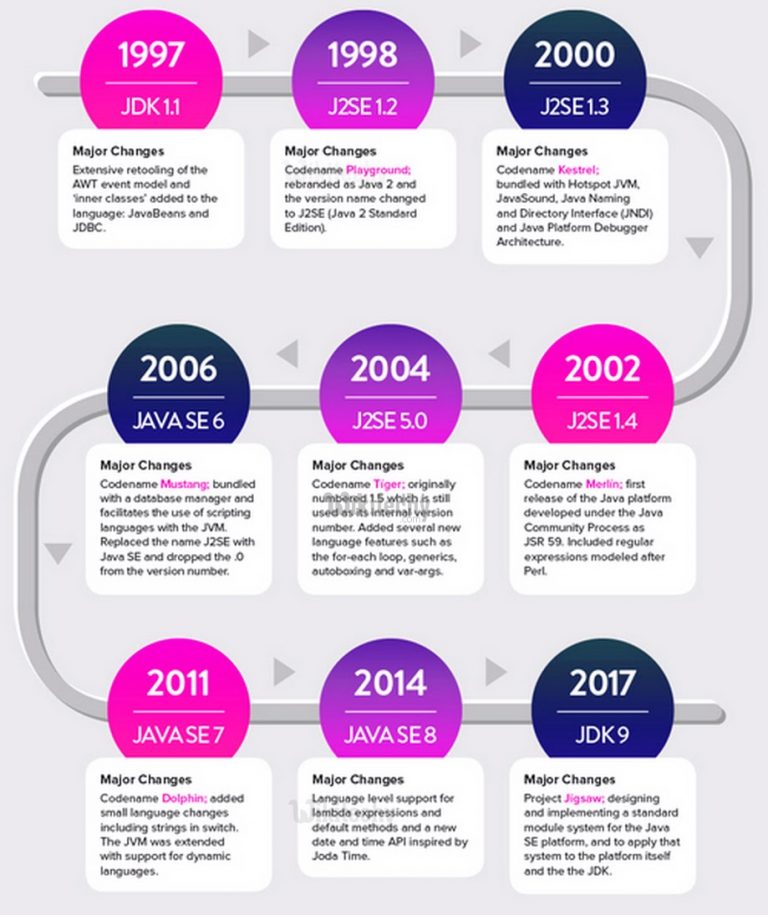 1997
JDK 1.1
Major Changes
Extensive retooling of the
AWT event model and
'inner classes' added to the
language: JavaBeans and
JDBC.
1998
J2SE 1.2
Major Changes
Codename Playground;
rebranded as Java 2 and
the version name changed
to J2SE (Java 2 Standard
Edition).
2000
J2SE 1.3
Major Changes
Codename Kestrel;
bundled with Hotspot JVM,
JavaSound, Java Naming
and Directory Interface (JNDI)
and Java Platform Debugger
Architecture.
2002
J2SE 1.4
Major Changes
Codename Merlin; first
release of the Java platform
developed under the Java
Community Process as
JSR 59. Included regular
expressions modeled after
Perl.
2004
J2SE 5.0
Major Changes
Codename Tiger; originally
numbered 1.5 which is still
used as its internal version
number. Added several new
language features such as
the for-each loop, generics,
autoboxing and var-args.
2006
JAVA SE 6
Major Changes
Codename Mustang; bundled
with a database manager and
facilitates the use of scripting
languages with the JVM.
Replaced the name J2SE with
Java SE and dropped the .0
from the version number.
2011
JAVA SE 7
Major Changes
Codename Dolphin; added
small language changes
including strings in switch.
The JVM was extended
with support for dynamic
languages.
2014
JAVA SE 8
Major Changes
Language level support for
lambda expressions and
default methods and a new
date and time API inspired by
Joda Time.
2017
JDK 9
Major Changes
Project Jigsaw; designing
and implementing a standard
module system for the Java
SE platform, and to apply that
system to the platform itself
and the the JDK.